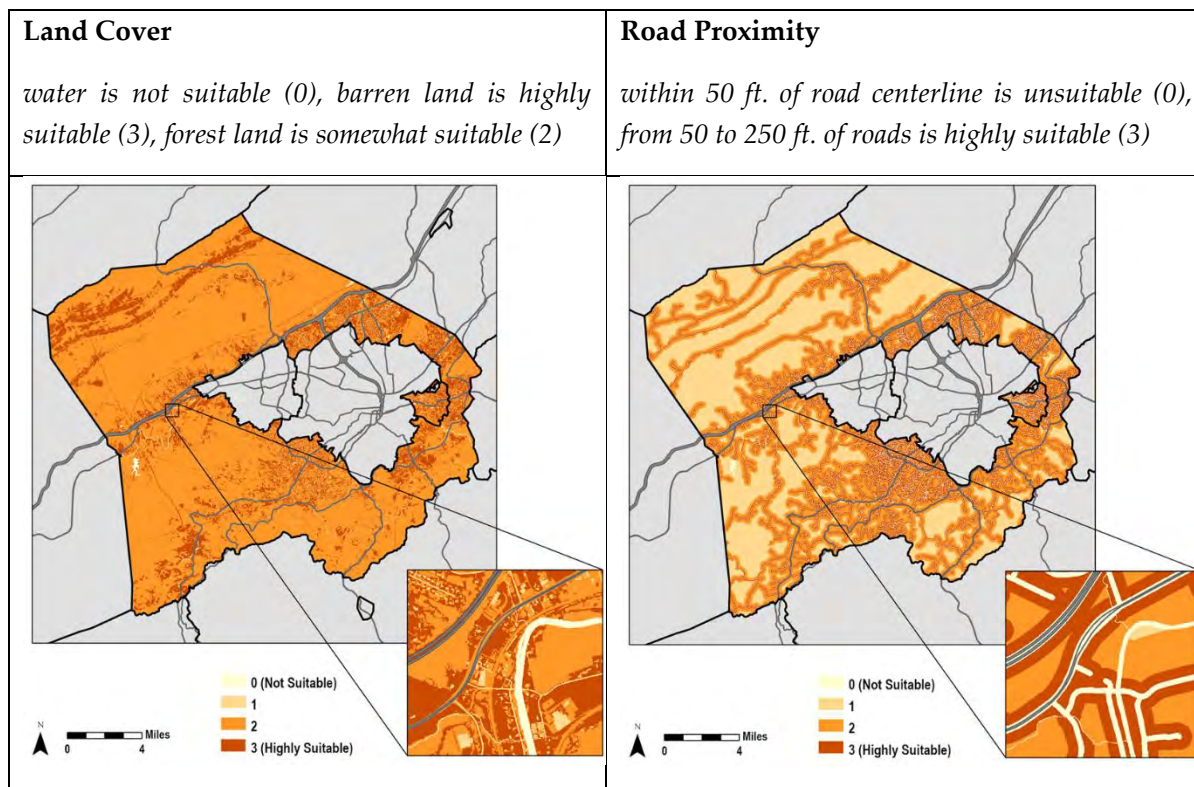 Land Cover
water is not suitable (0), barren land is highly
suitable (3), forest land is somewhat suitable (2)
Road Proximity
within 50 ft. of road centerline is unsuitable (0),
from 50 to 250 ft. of roads is highly suitable (3)
0 (Not Suitable)
1
2
3 (Highly Suitable)
N
Miles
0
4
0 (Not Suitable)
1
2
3 (Highly Suitable)
N
Miles
0
4